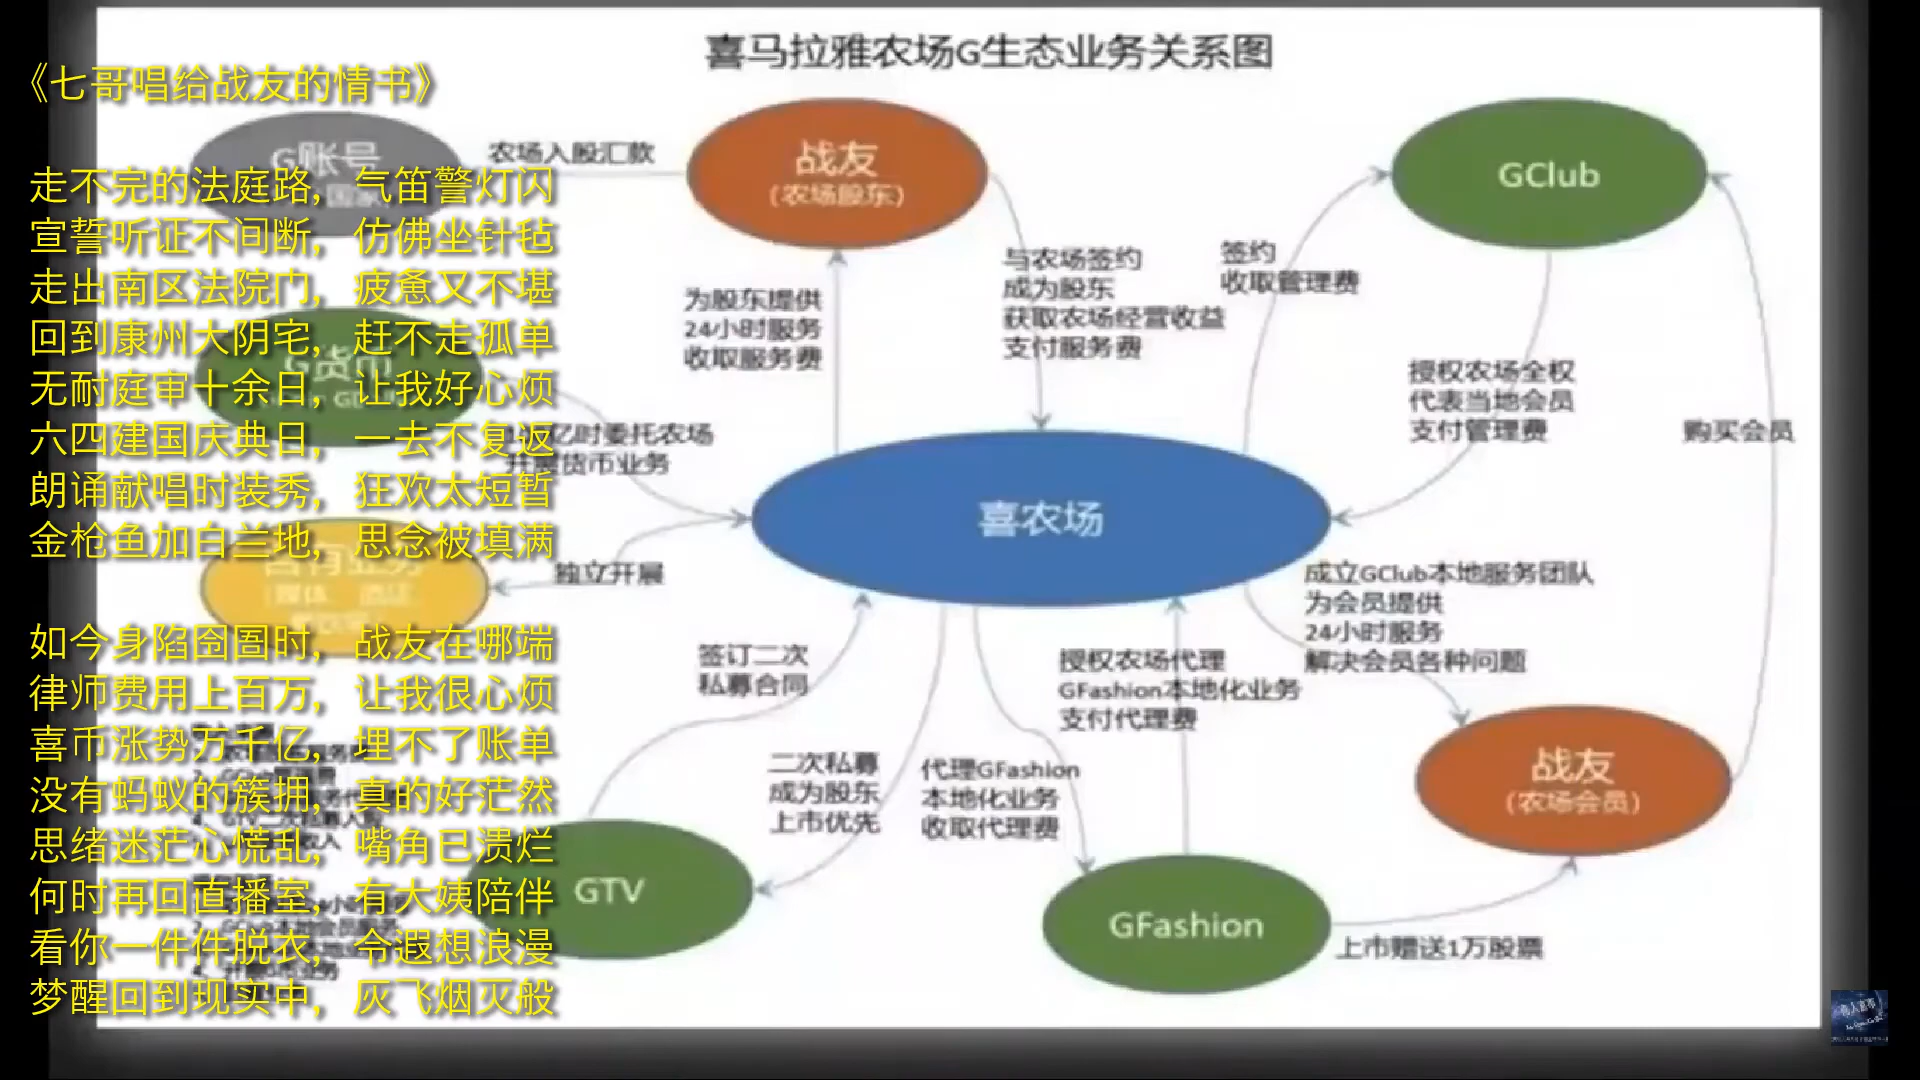 喜马拉雅农场G生态业务关系图
《七哥唱给战友的情书》
走不完的法庭路，气笛警灯闪
宣誓听证不间断，仿佛坐针毡
走出南区法院门，疲惫又不堪
回到康州大阴宅，赶不走孤单
无耐庭审十余日，让我好心烦
六四建国庆典日，一去不复返
朗诵献唱时装秀，狂欢太短暂
金枪鱼加白兰地，思念被填满
如今身陷囹圄时，战友在哪端
律师费用上百万，让我很心烦
喜币涨势万千亿，埋不了账单
没有蚂蚁的簇拥，真的好茫然
思绪迷茫心慌乱，嘴角已溃烂
何时再回直播室，有大姨陪伴
看你一件件脱衣，令遐想浪漫
梦醒回到现实中，灰飞烟灭般
G账号
农场入股汇款
战友
（农场股东）
GClub
为股东提供
24小时服务
收取服务费
与农场签约
成为股东
获取农场经营收益
支付服务费
签约
收取管理费
授权农场全权
代表当地会员
支付管理费
购买会员
G货币
亿时委托农场
开展货币业务
喜农场
独立开展
签订二次
私募合同
二次私募
成为股东
上市优先
代理GFashion
本地化业务
收取代理费
授权农场代理
GFashion本地化业务
支付代理费
成立GClub本地服务团队
为会员提供
24小时服务
解决会员各种问题
战友
（农场会员）
GTV
GFashion
上市赠送1万股票